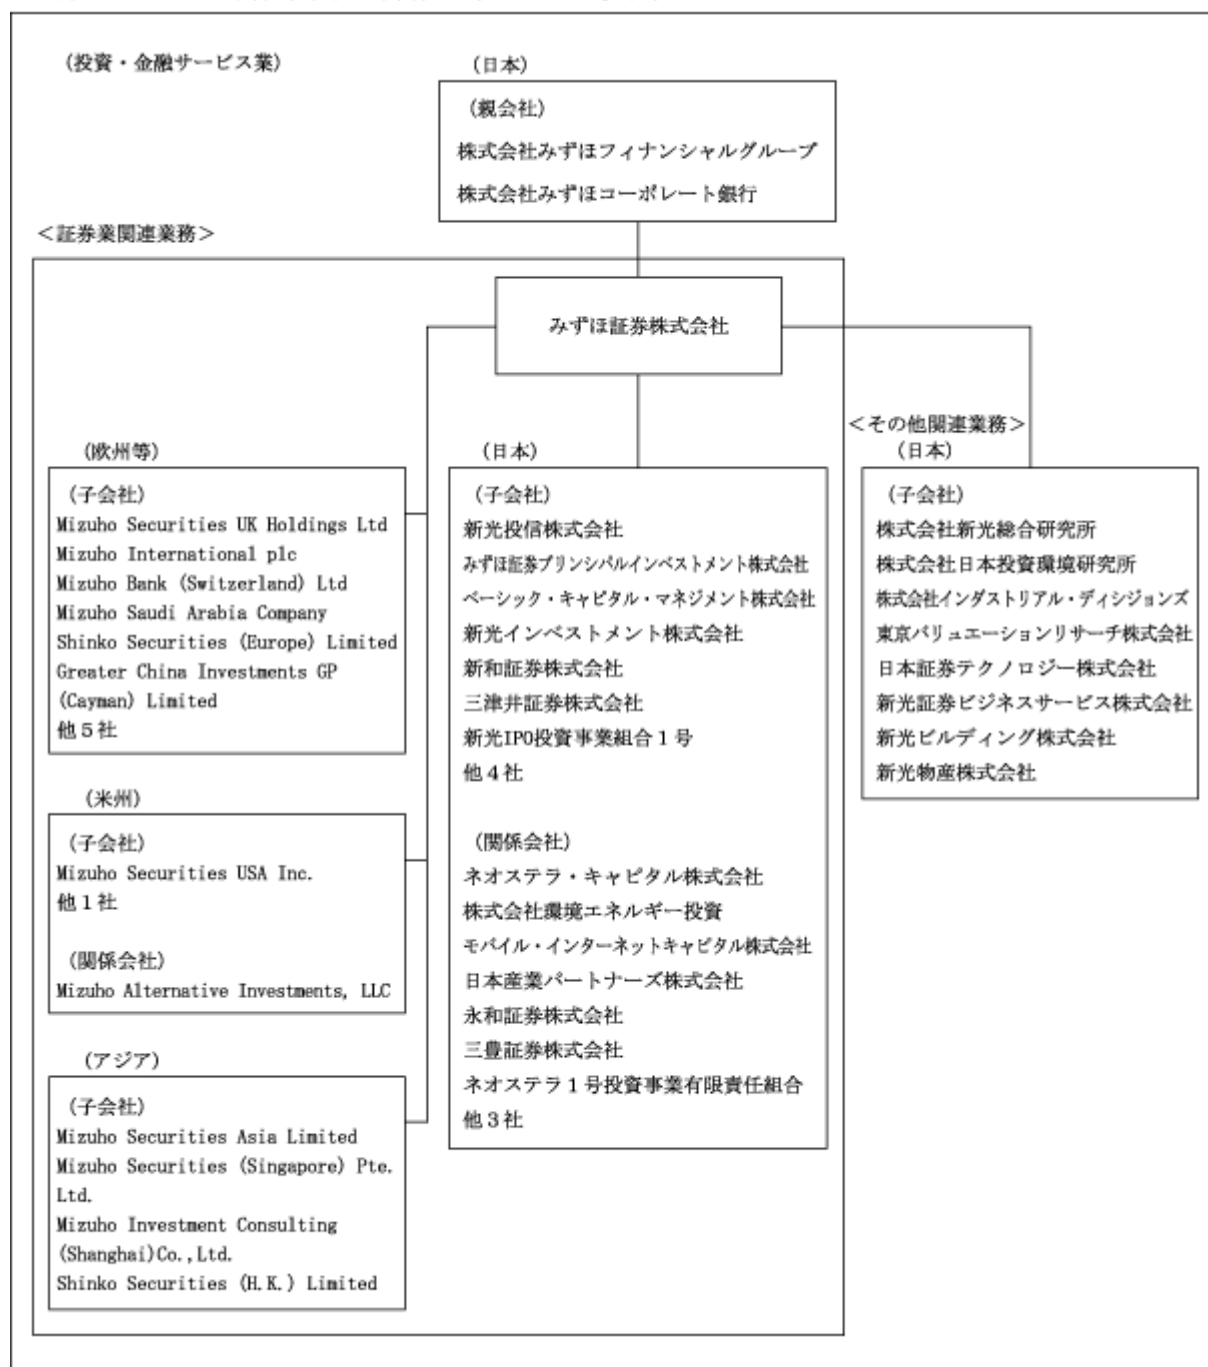 (投資・金融サービス業)
(日本)
(親会社)
株式会社みずほフィナンシャルグループ
株式会社みずほコーポレート銀行
<証券業関連業務>
みずほ証券株式会社
(欧州等)
(子会社)
Mizuho Securities UK Holdings Ltd
Mizuho International plc
Mizuho Bank (Switzerland) Ltd
Mizuho Saudi Arabia Company
Shinko Securities (Europe) Limited
Greater China Investments GP
(Cayman) Limited
他5社
(米州)
(子会社)
Mizuho Securities USA Inc.
他1社
(関係会社)
Mizuho Alternative Investments, LLC
(アジア)
(子会社)
Mizuho Securities Asia Limited
Mizuho Securities (Singapore) Pte.
Ltd.
Mizuho Investment Consulting
(Shanghai)Co.,Ltd.
Shinko Securities (H.K.) Limited
(日本)
(子会社)
新光投信株式会社
みずほ証券プリンシパルインベストメント株式会社
ベーシック・キャピタル・マネジメント株式会社
新光インベストメント株式会社
新和証券株式会社
三津井証券株式会社
新光IPO投資事業組合1号
他4社
(関係会社)
ネオステラ・キャピタル株式会社
株式会社環境エネルギー投資
モバイル・インターネットキャピタル株式会社
日本産業パートナーズ株式会社
永和証券株式会社
三豊証券株式会社
ネオステラ1号投資事業有限責任組合
他3社
<その他関連業務>
(日本)
(子会社)
株式会社新光総合研究所
株式会社日本投資環境研究所
株式会社インダストリアル・ディシジョンズ
東京バリュエーションリサーチ株式会社
日本証券テクノロジー株式会社
新光証券ビジネスサービス株式会社
新光ビルディング株式会社
新光物産株式会社